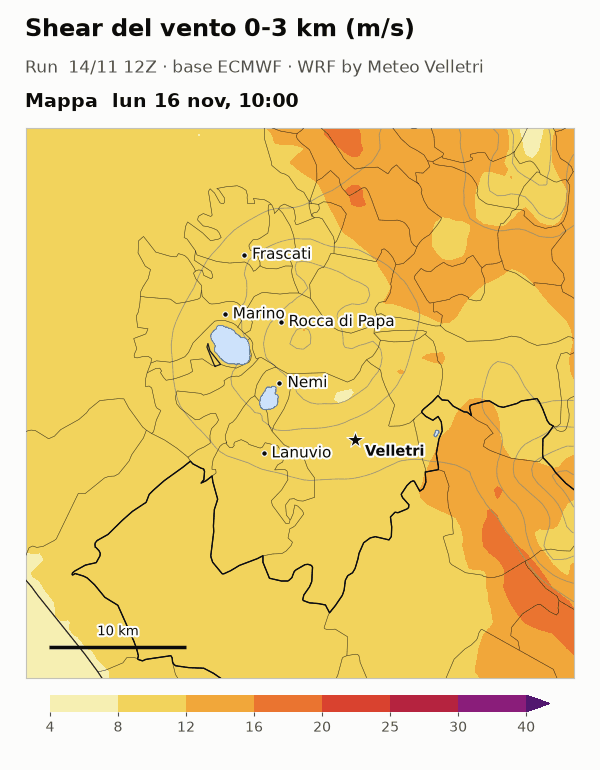 Shear del vento 0-3 km (m/s)
Run  14/11 12Z · base ECMWF · WRF by Meteo Velletri
Mappa  lun 16 nov, 10:00
Frascati
Marino
Rocca di Papa
Nemi
Velletri
Lanuvio
10 km
4 8 12 16 20 25 30 40